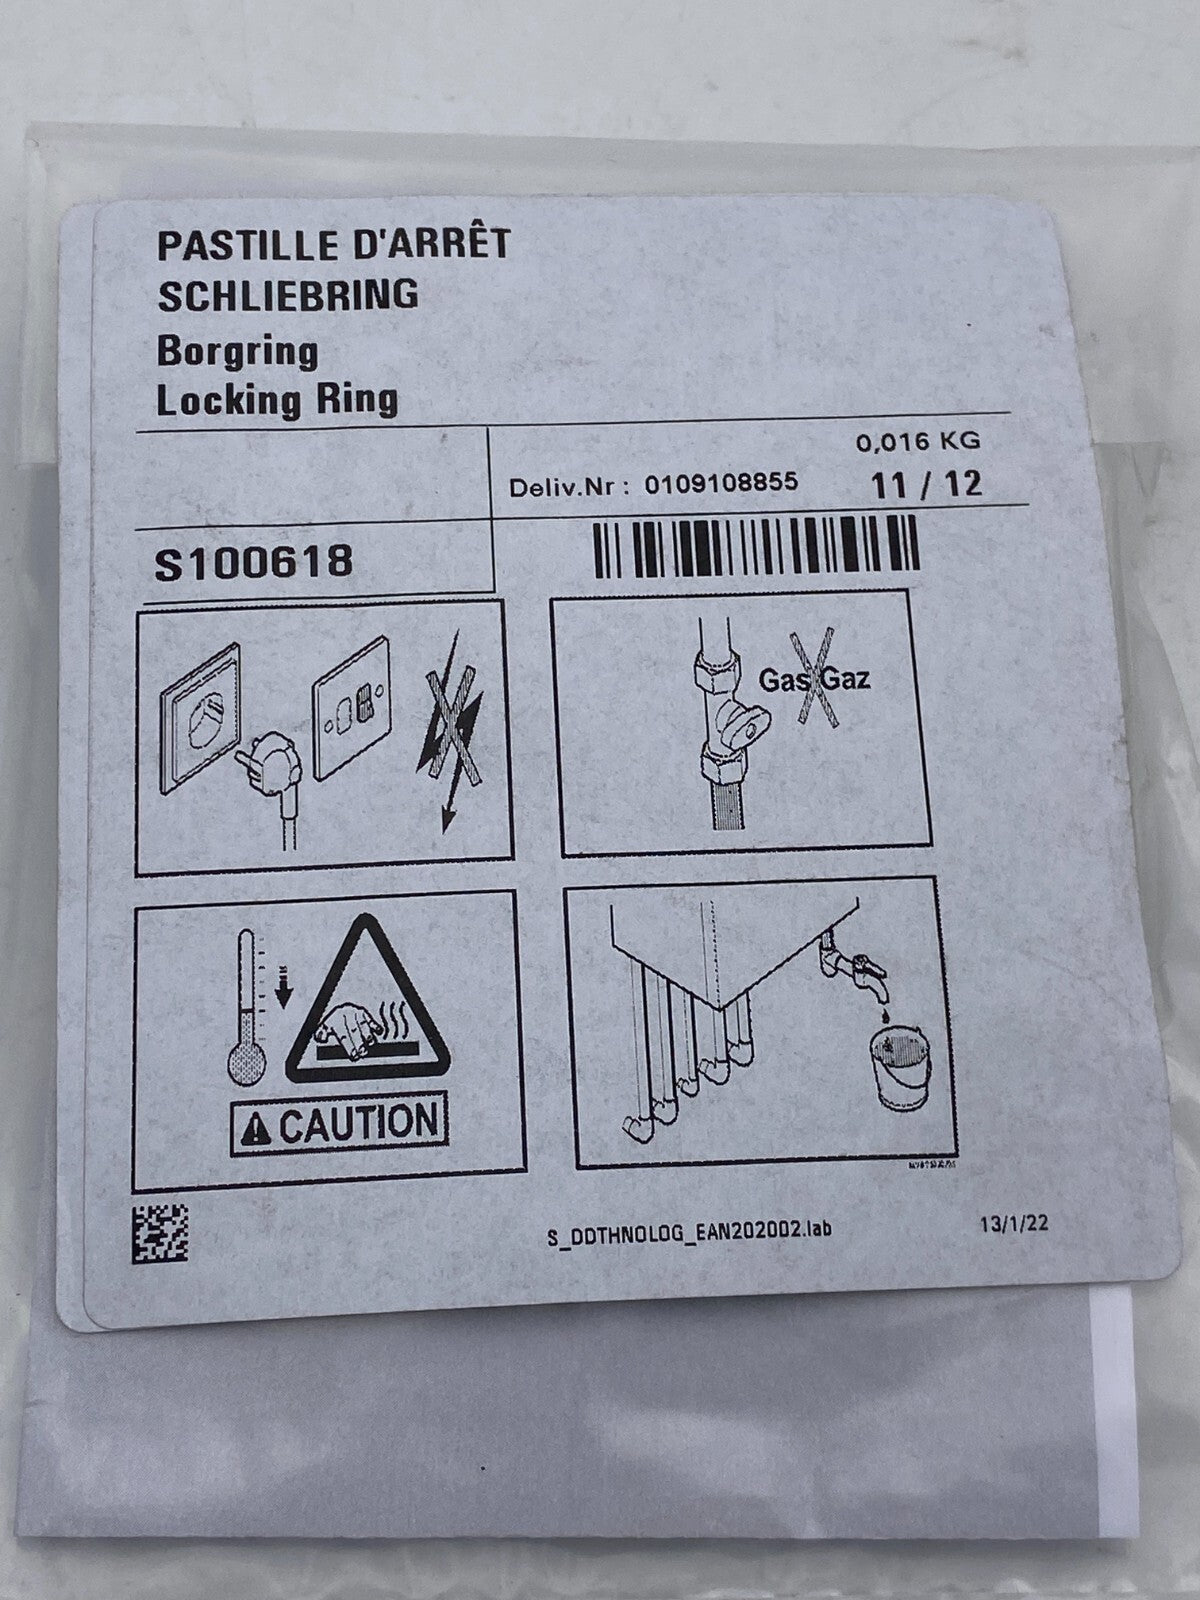 PASTILLE D'ARRÊT
SCHLIEBRING
Borgring
Locking Ring
0,016 KG
Deliv.Nr : 0109108855 11 / 12
S100618
Gas Gaz
CAUTION
S_DDTHNOLOG_EAN202002.lab 13/1/22